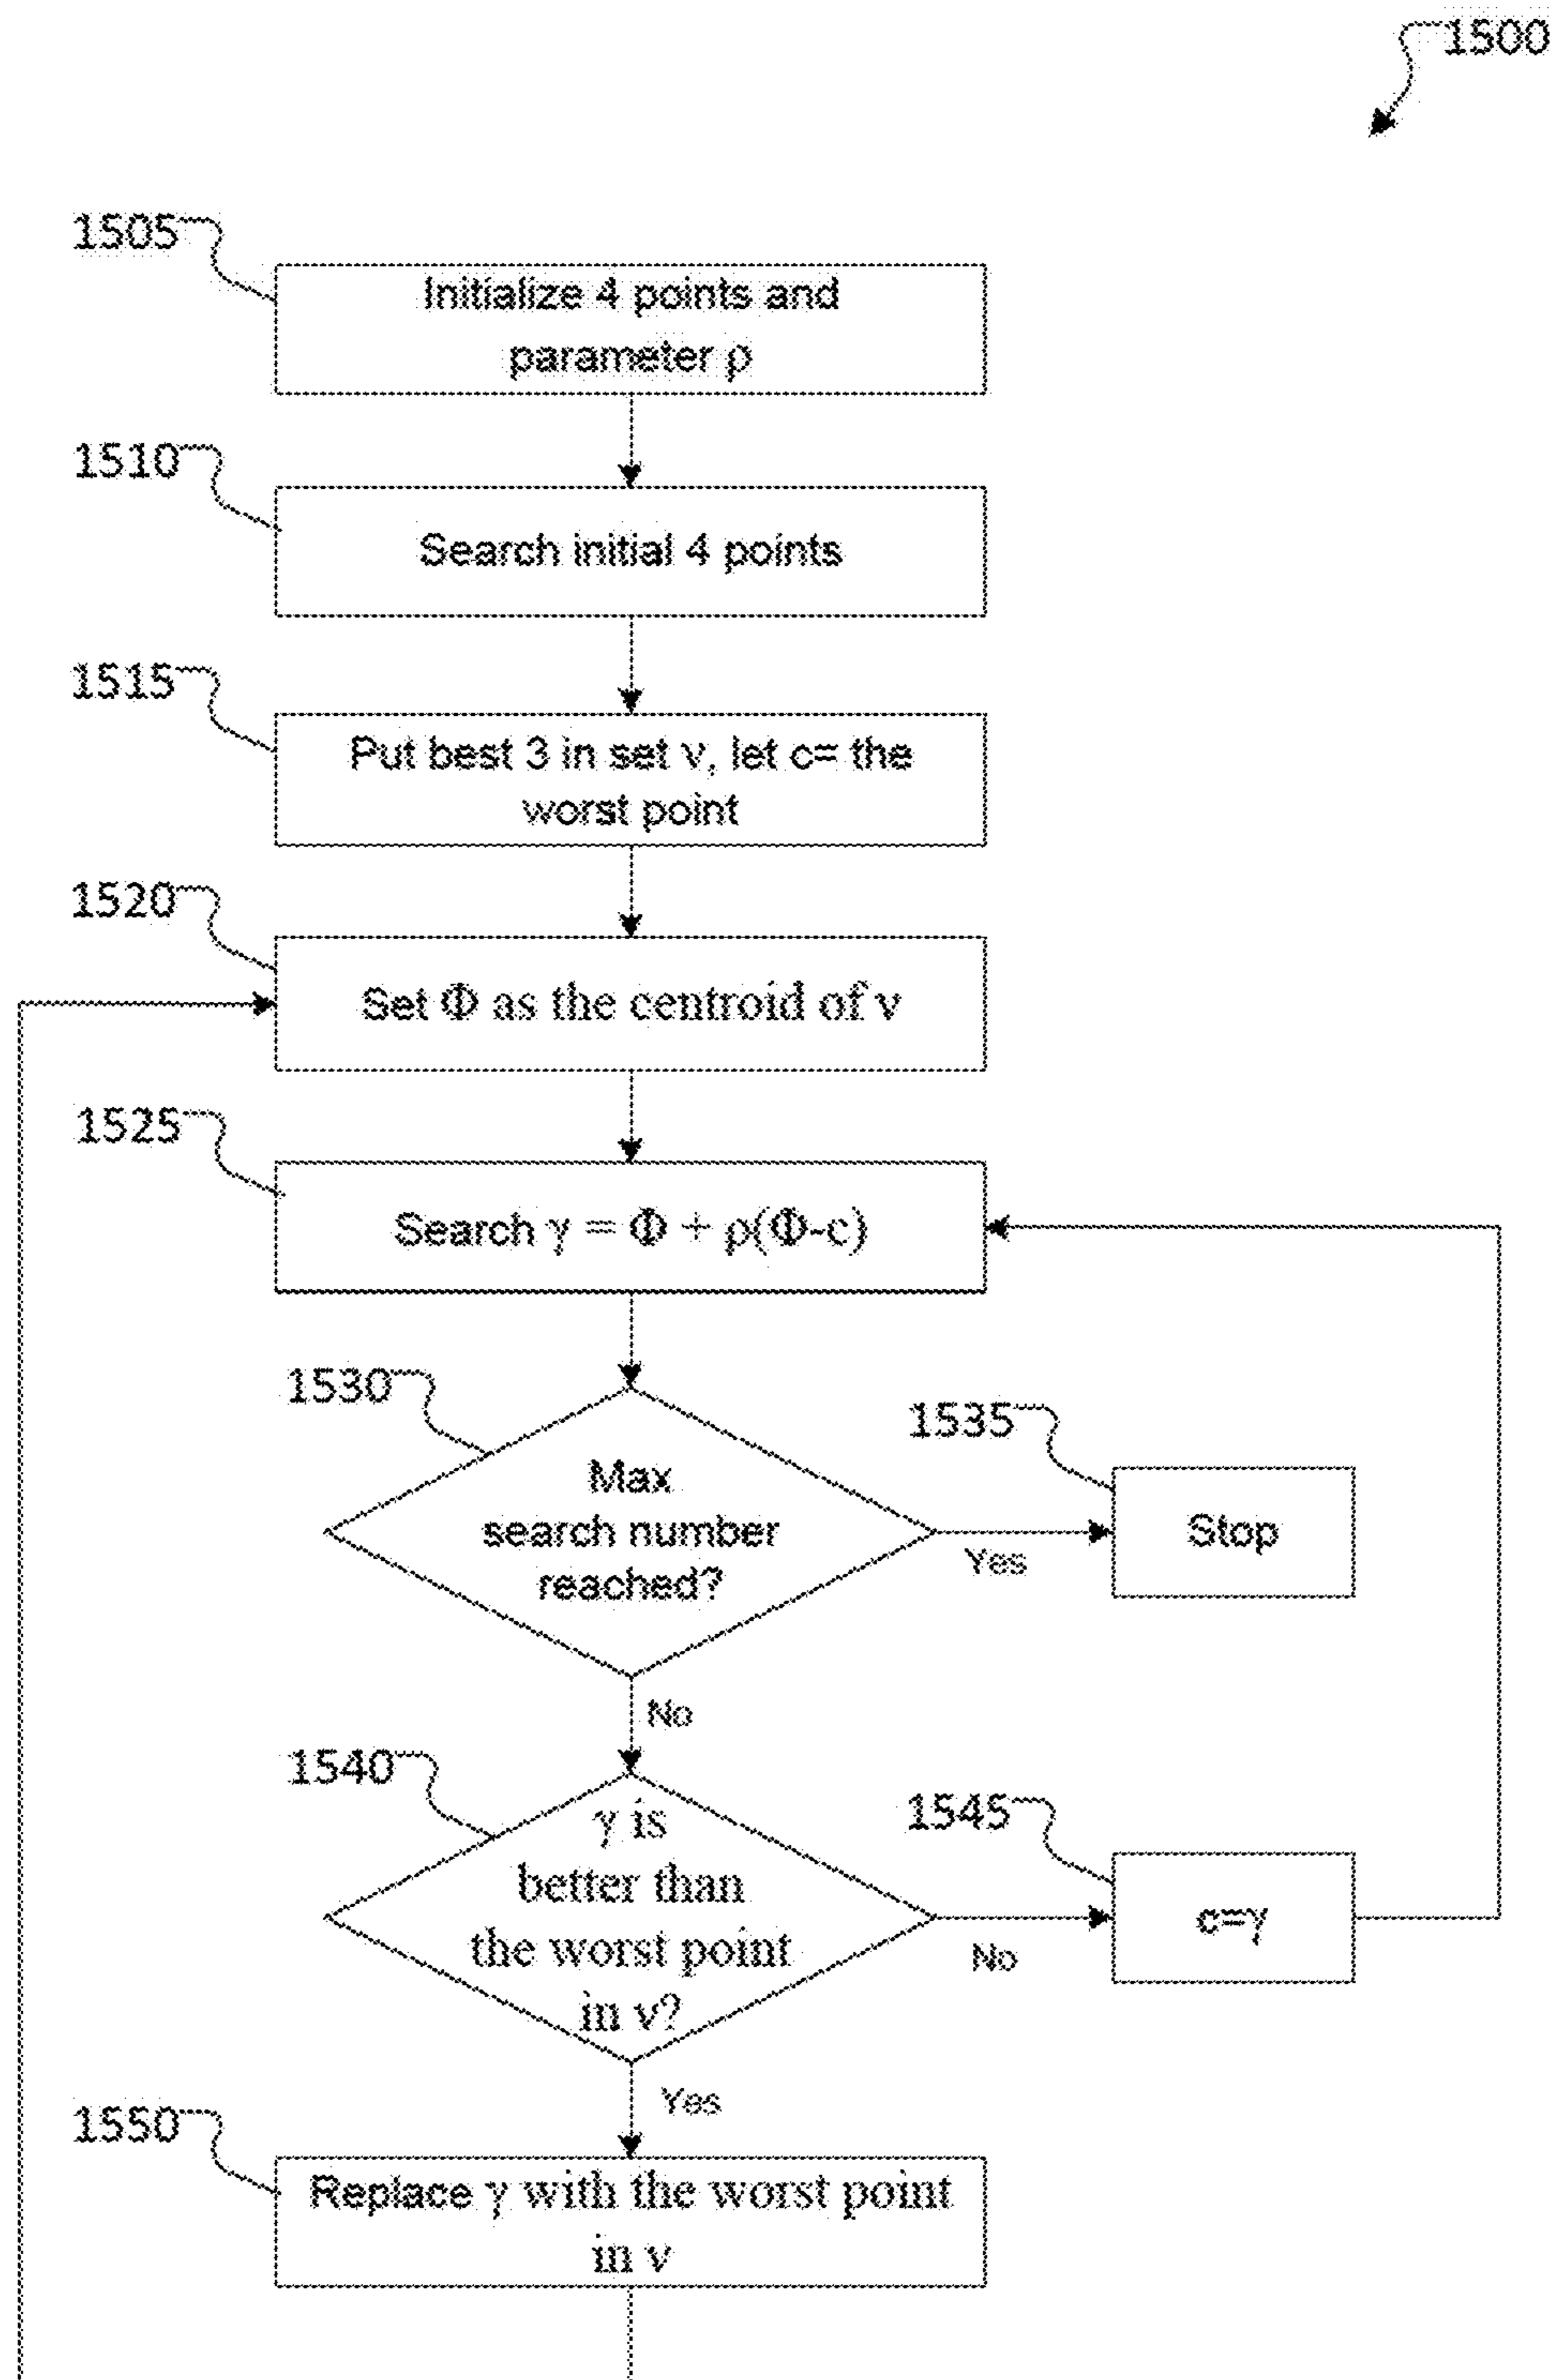 1500
1505
Initialize 4 points and
parameter ρ
1510
Search initial 4 points
1515
Put best 3 in set ν, let c= the
worst point
1520
Set Φ as the centroid of ν
1525
Search γ = Φ + ρ(Φ-c)
1530
Max
search number
reached?
1535
Stop
Yes
No
1540
γ is
better than
the worst point
in ν?
1545
c=γ
No
Yes
1550
Replace γ with the worst point
in ν